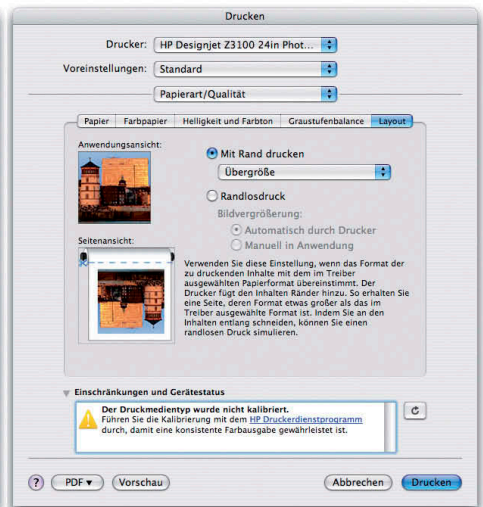 Drucken
Drucker: HP Designjet Z3100 24in Phot...
Voreinstellungen: Standard
Papierart/Qualität
Papier Farbpapier Helligkeit und Farbton Graustufenbalance Layout
Anwendungsansicht:
Mit Rand drucken
Übergröße
Randlosdruck
Bildvergrößerung:
Automatisch durch Drucker
Manuell in Anwendung
Seitenansicht:
Verwenden Sie diese Einstellung, wenn das Format der
zu druckenden Inhalte mit dem im Treiber
ausgewählten Papierformat übereinstimmt. Der
Drucker fügt den Inhalten Ränder hinzu. So erhalten Sie
eine Seite, deren Format etwas großer als das im
Treiber ausgewählte Format ist. Indem Sie an den
Inhalten entlang schneiden, können Sie einen
randlosen Druck simulieren.
Einschränkungen und Gerätestatus
Der Druckmedientyp wurde nicht kalibriert.
Führen Sie die Kalibrierung mit dem HP Druckerdienstprogramm
durch, damit eine konsistente Farbausgabe gewährleistet ist.
? PDF Vorschau Abbrechen Drucken